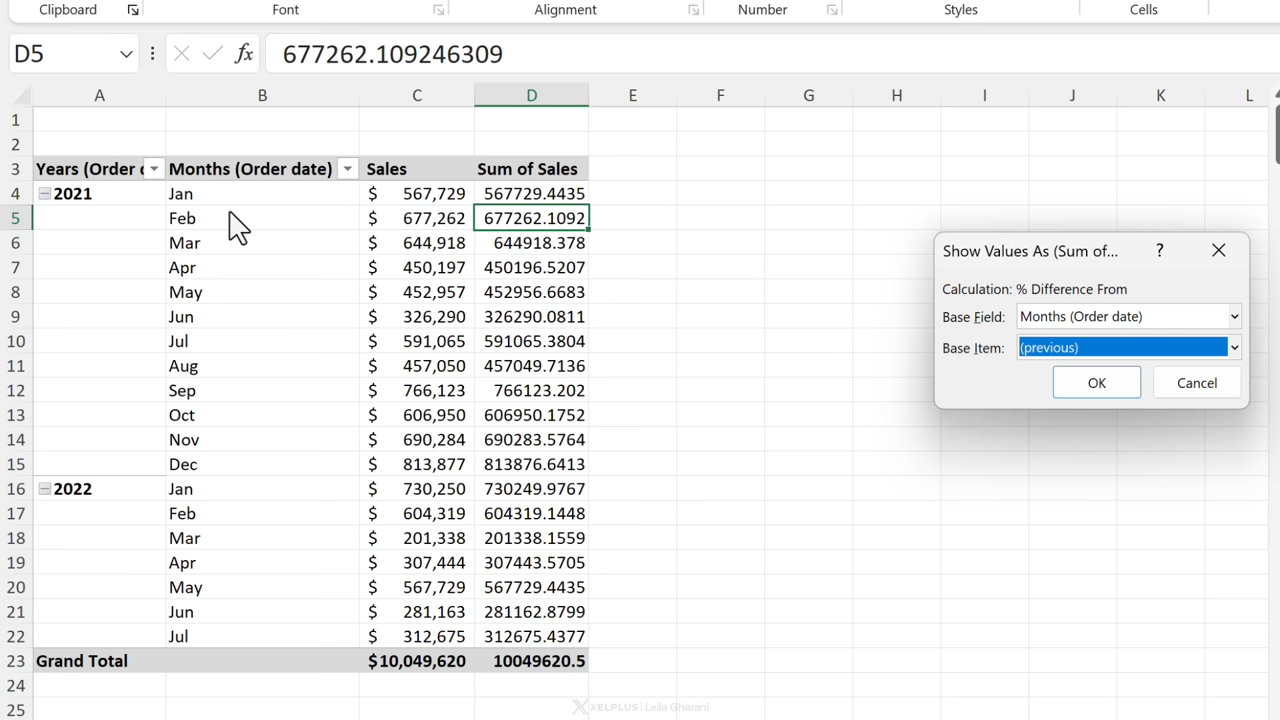 Clipboard Font Alignment Number Styles Cells
D5 fx 677262.109246309
A B C D E F G H I J K L
1
2
3 Years (Order d Months (Order date) Sales Sum of Sales
4 2021 Jan $ 567,729 567729.4435
5 Feb $ 677,262 677262.1092
6 Mar $ 644,918 644918.378
7 Apr $ 450,197 450196.5207
8 May $ 452,957 452956.6683
9 Jun $ 326,290 326290.0811
10 Jul $ 591,065 591065.3804
11 Aug $ 457,050 457049.7136
12 Sep $ 766,123 766123.202
13 Oct $ 606,950 606950.1752
14 Nov $ 690,284 690283.5764
15 Dec $ 813,877 813876.6413
16 2022 Jan $ 730,250 730249.9767
17 Feb $ 604,319 604319.1448
18 Mar $ 201,338 201338.1559
19 Apr $ 307,444 307443.5705
20 May $ 567,729 567729.4435
21 Jun $ 281,163 281162.8799
22 Jul $ 312,675 312675.4377
23 Grand Total $10,049,620 10049620.5
24
25
Show Values As (Sum of... ?
Calculation: % Difference From
Base Field: Months (Order date)
Base Item: (previous)
OK Cancel
XELPLUS | Leila Gharani